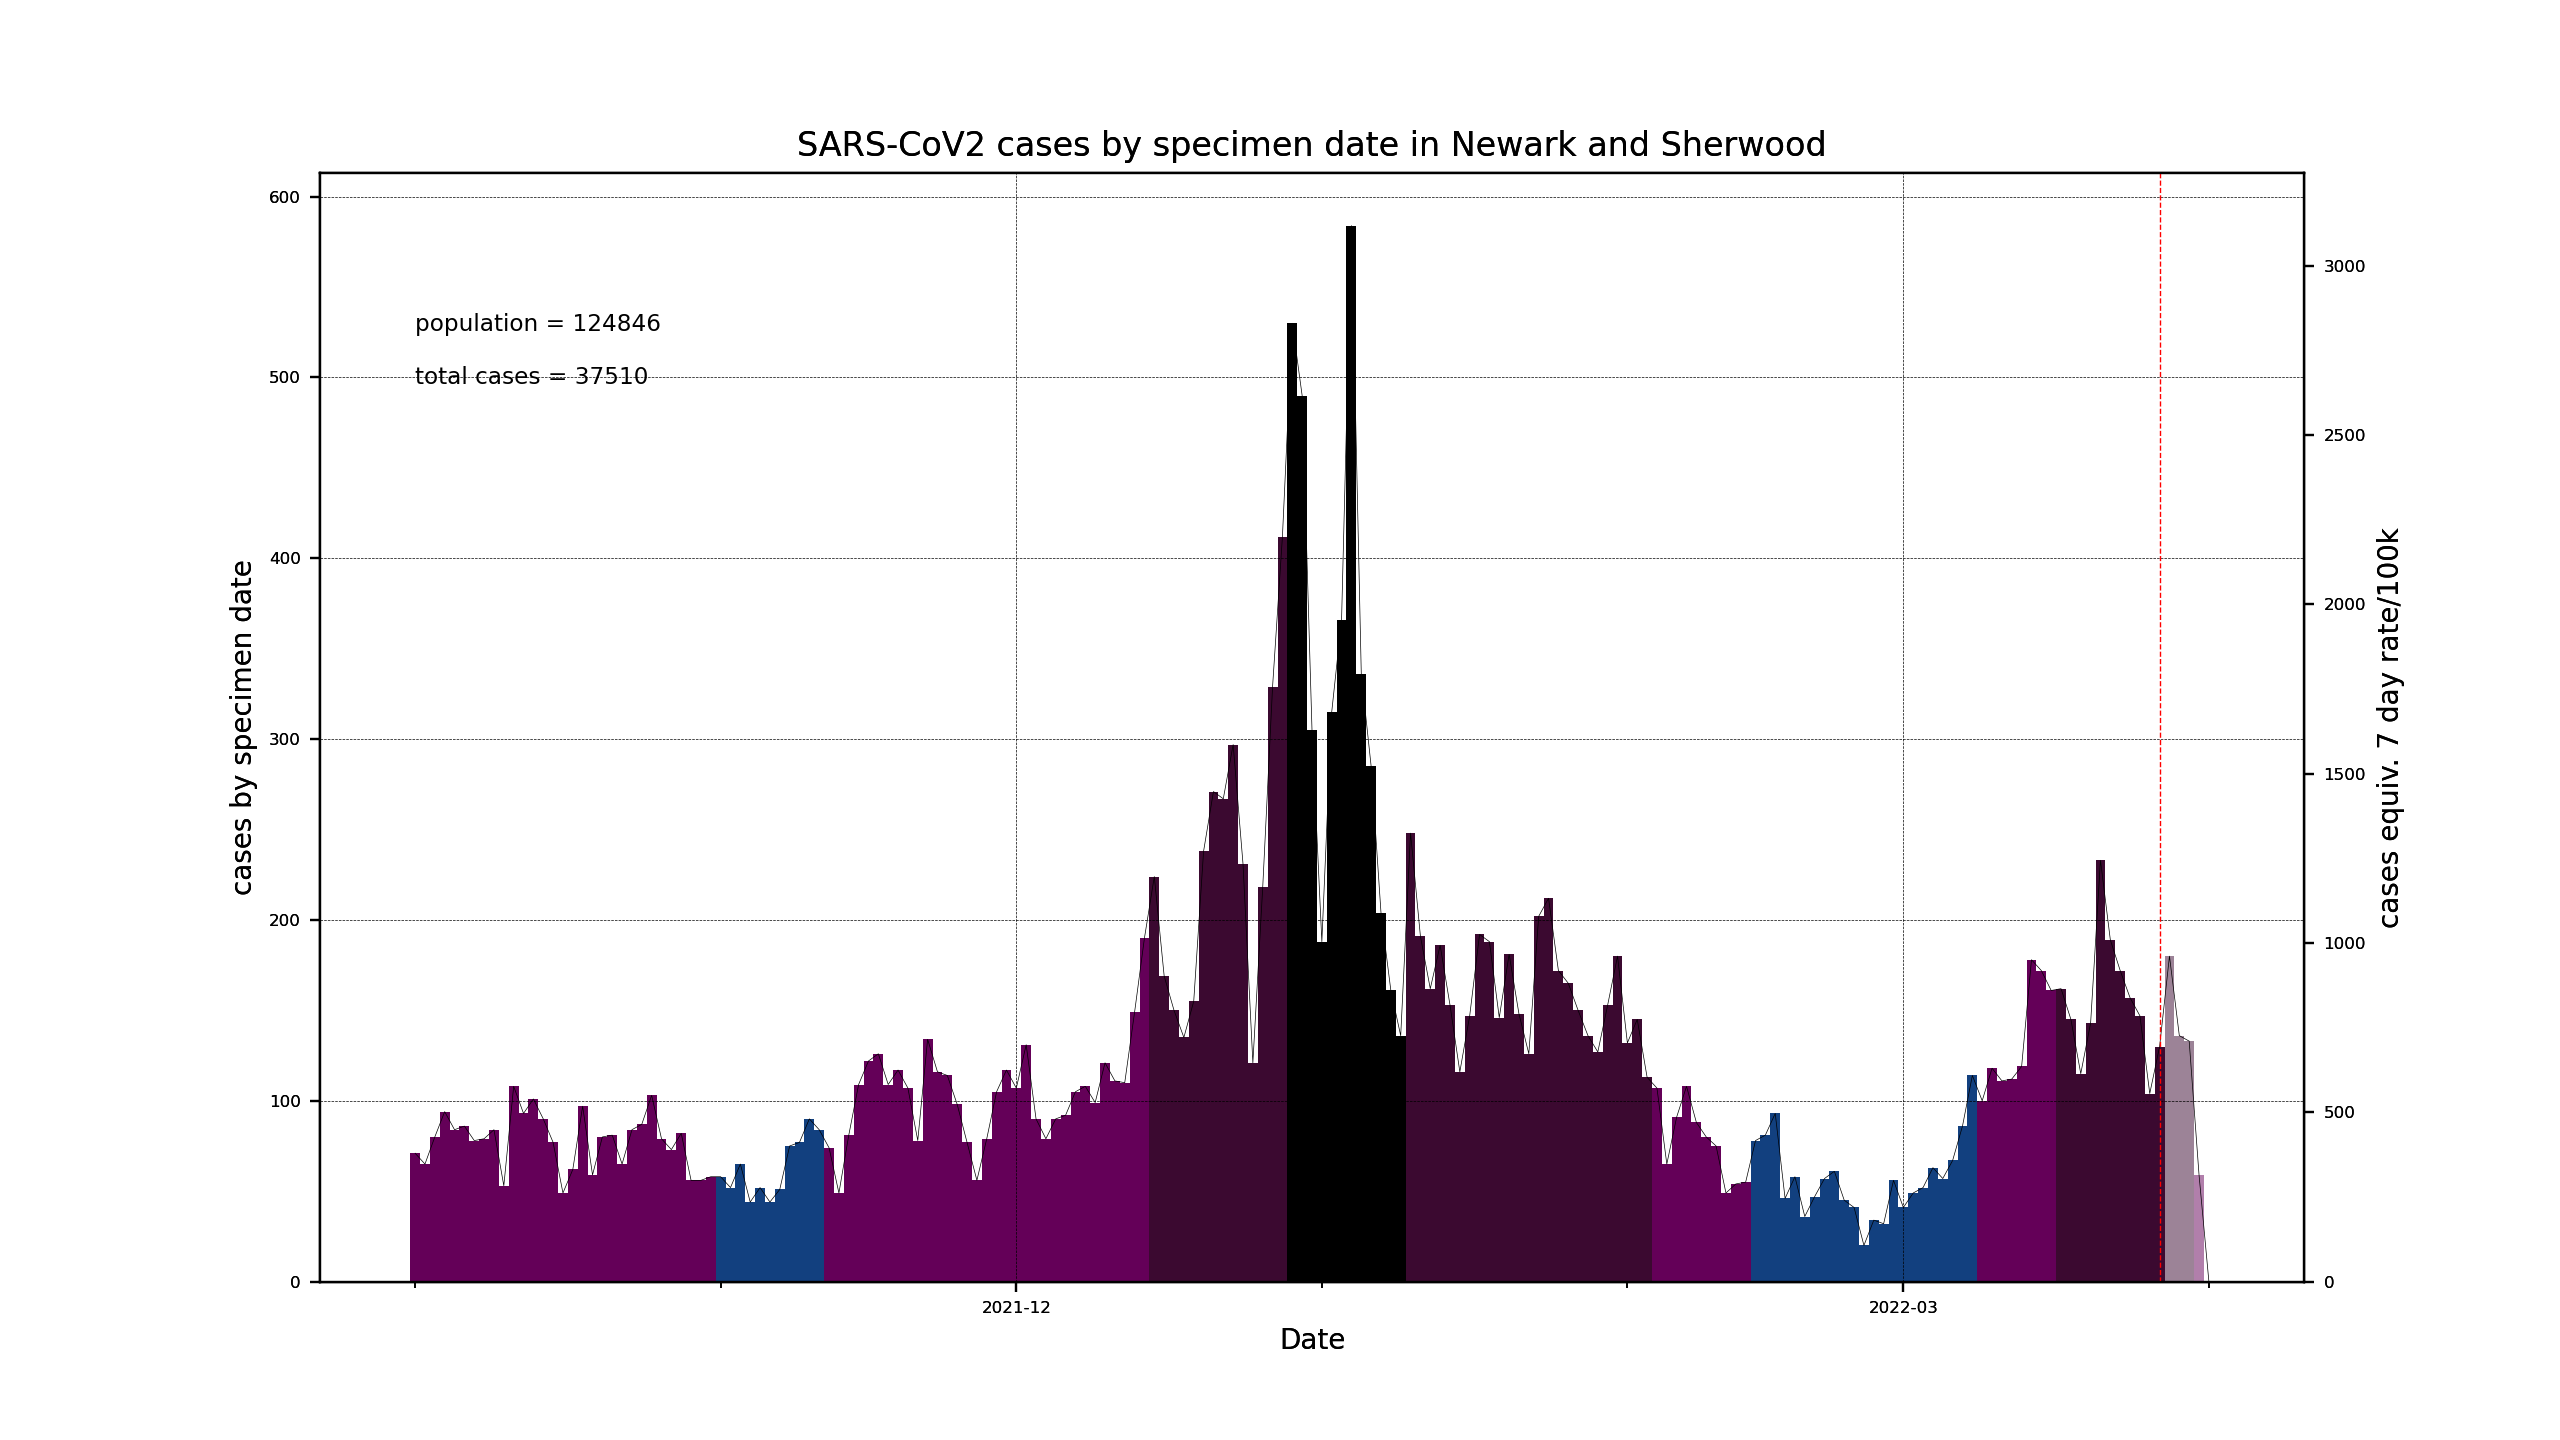 SARS-CoV2 cases by specimen date in Newark and Sherwood
population = 124846
total cases = 37510
cases by specimen date
600
500
400
300
200
100
0
3000
2500
2000
1500
1000
500
0
cases equiv. 7 day rate/100k
2021-12
2022-03
Date